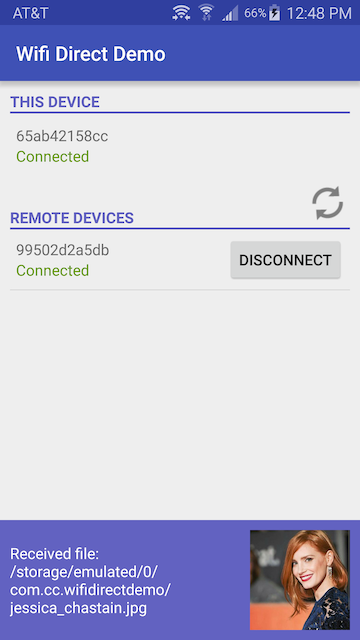 AT&T 66% 12:48 PM
Wifi Direct Demo
THIS DEVICE
65ab42158cc
Connected
REMOTE DEVICES
99502d2a5db
Connected
DISCONNECT
Received file:
/storage/emulated/0/
com.cc.wifidirectdemo/
jessica_chastain.jpg